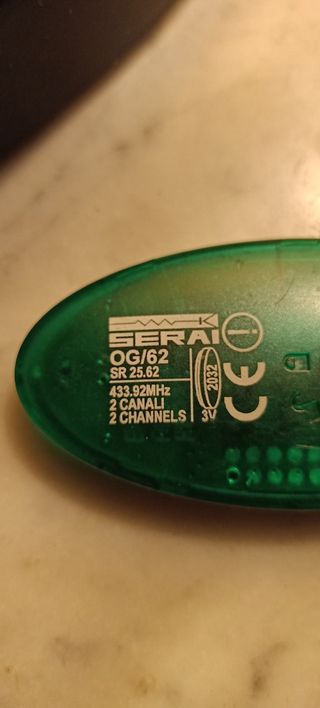 SERAI
OG/62
SR 25.62
433.92MHz
2 CANALI
2 CHANNELS
2032
3V
CE
i